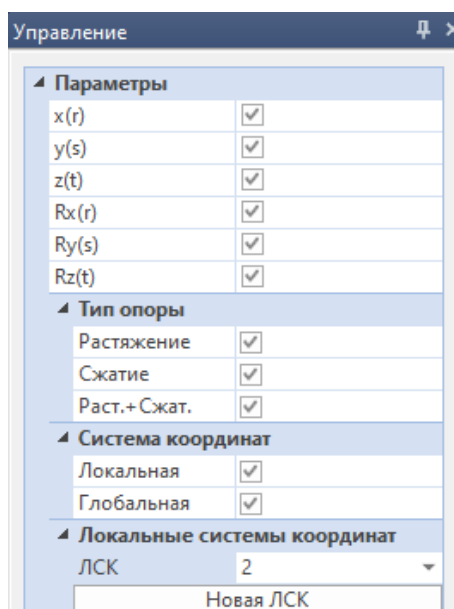 Управление
Параметры
x(r)
y(s)
z(t)
Rx(r)
Ry(s)
Rz(t)
Тип опоры
Растяжение
Сжатие
Раст.+Сжат.
Система координат
Локальная
Глобальная
Локальные системы координат
ЛСК 2
Новая ЛСК